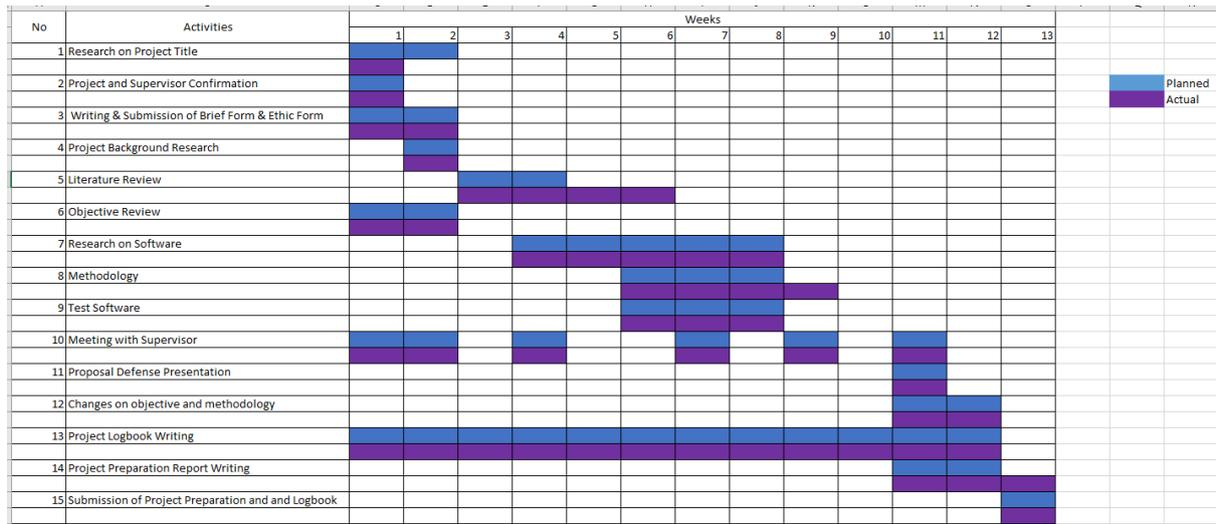 Weeks
No Activities
1 2 3 4 5 6 7 8 9 10 11 12 13
1 Research on Project Title
2 Project and Supervisor Confirmation
Planned
Actual
3 Writing & Submission of Brief Form & Ethic Form
4 Project Background Research
5 Literature Review
6 Objective Review
7 Research on Software
8 Methodology
9 Test Software
10 Meeting with Supervisor
11 Proposal Defense Presentation
12 Changes on objective and methodology
13 Project Logbook Writing
14 Project Preparation Report Writing
15 Submission of Project Preparation and and Logbook